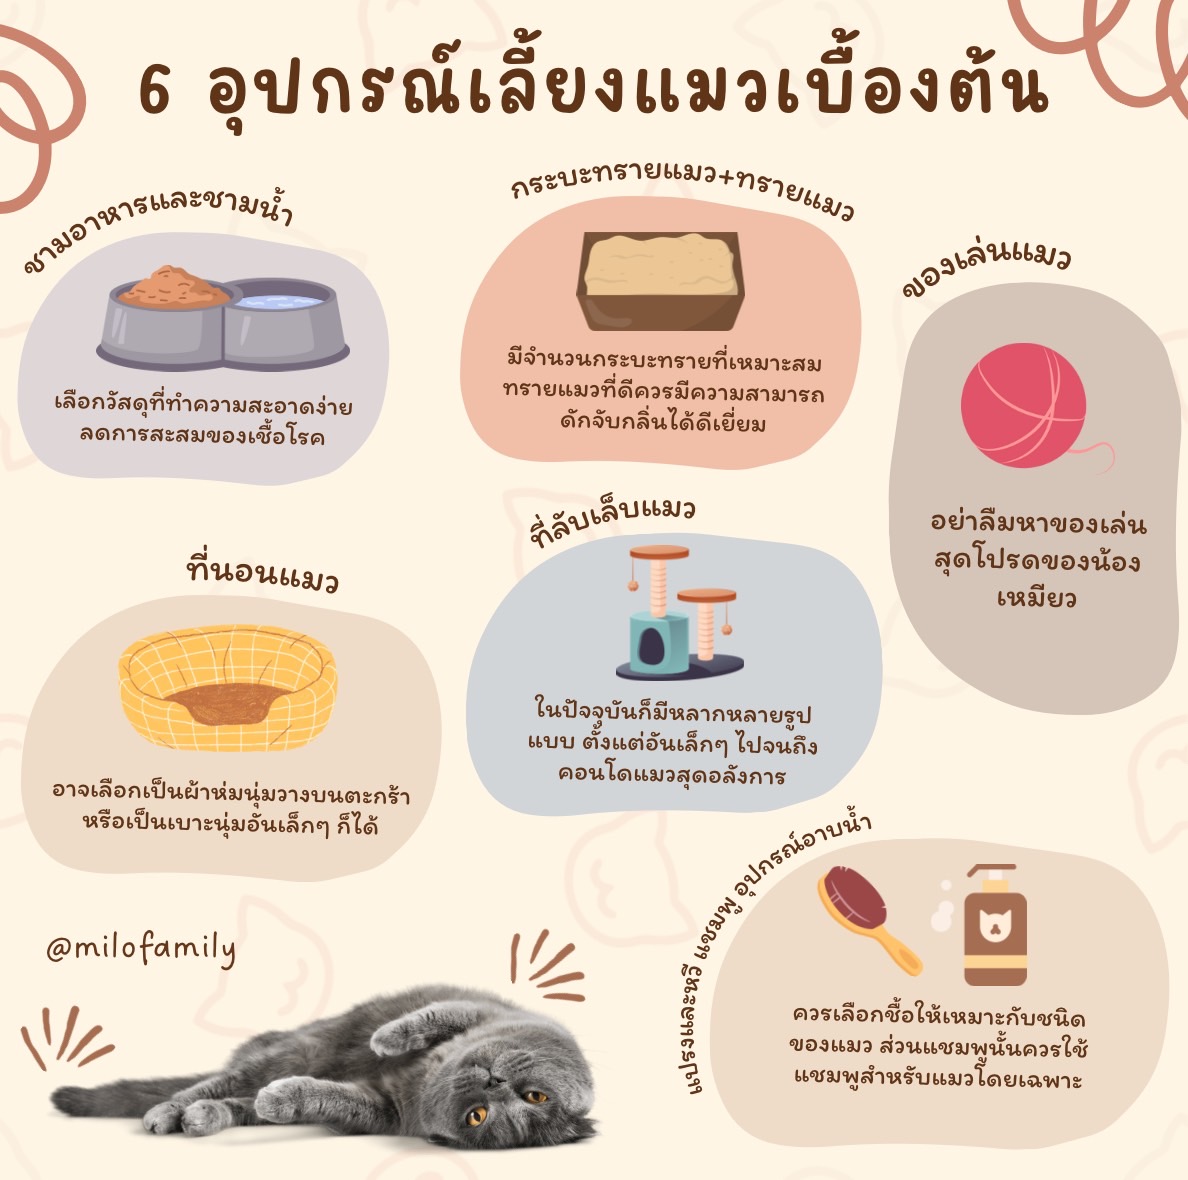 6 อุปกรณ์เลี้ยงแมวเบื้องต้น
ชามอาหารและชามน้ำ
เลือกวัสดุที่ทำความสะอาดง่าย
ลดการสะสมของเชื้อโรค
กระบะทรายแมว+ทรายแมว
มีจำนวนกระบะทรายที่เหมาะสม
ทรายแมวที่ดีควรมีความสามารถ
ดักจับกลิ่นได้ดีเยี่ยม
ของเล่นแมว
อย่าลืมหาของเล่น
สุดโปรดของน้อง
เหมียว
ที่นอนแมว
อาจเลือกเป็นผ้าห่มนุ่มวางบนตะกร้า
หรือเป็นเบาะนุ่มอันเล็กๆ ก็ได้
ที่ลับเล็บแมว
ในปัจจุบันก็มีหลากหลายรูป
แบบ ตั้งแต่อันเล็กๆ ไปจนถึง
คอนโดแมวสุดอลังการ
แปรงและหวี แชมพู อุปกรณ์อาบน้ำ
ควรเลือกซื้อให้เหมาะกับชนิด
ของแมว ส่วนแชมพูนั้นควรใช้
แชมพูสำหรับแมวโดยเฉพาะ
@milofamily